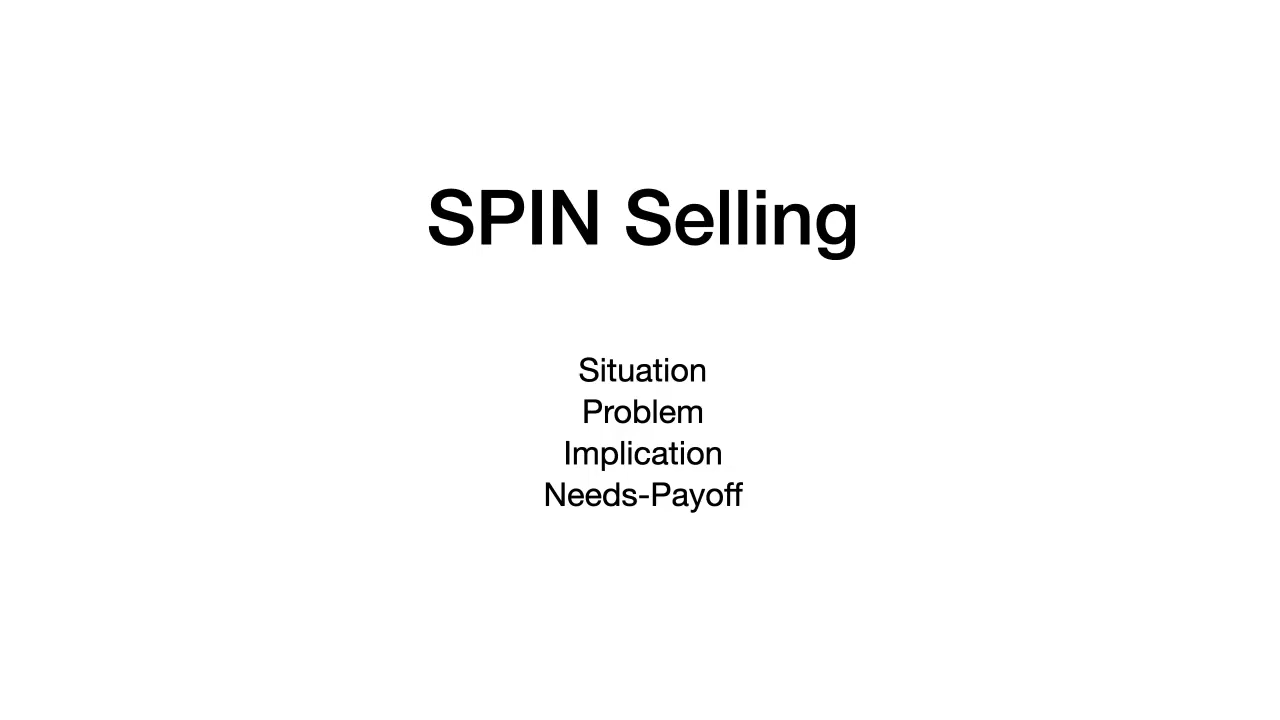 SPIN Selling
Situation
Problem
Implication
Needs-Payoff